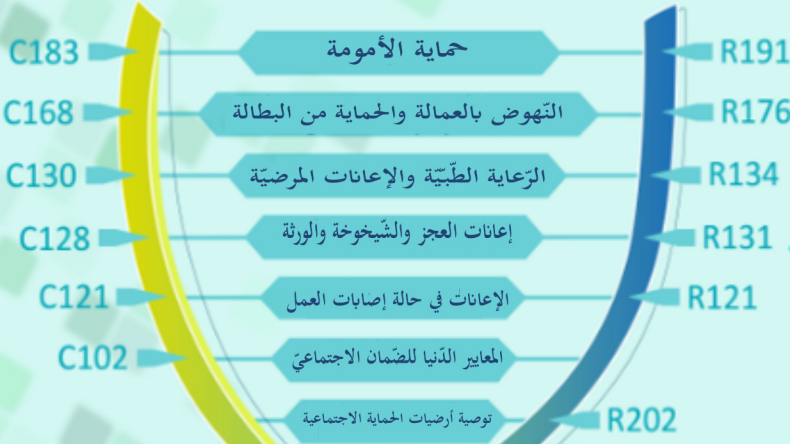 C183 حماية الأمومة R191
C168 النّهوض بالعمالة والحماية من البطالة R176
C130 الرّعاية الطّبّيّة والإعانات المرضيّة R134
C128 إعانات العجز والشّيخوخة والورثة R131
C121 الإعانات في حالة إصابات العمل R121
C102 المعايير الدّنيا للضّمان الاجتماعيّ
توصية أرضيات الحماية الاجتماعية R202